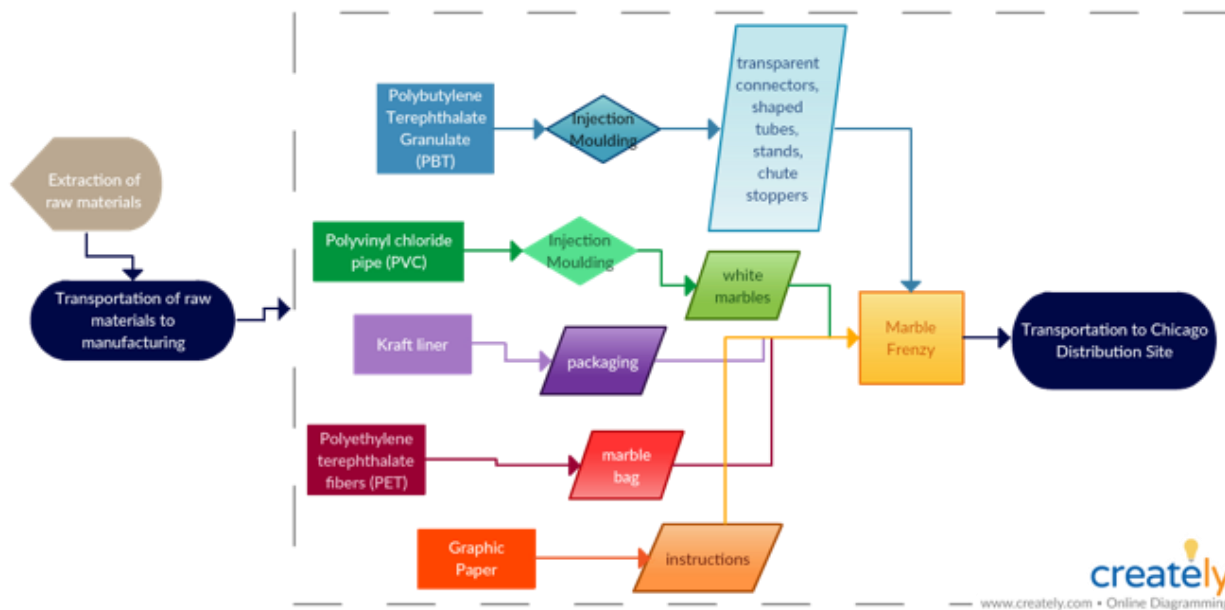 Extraction of
raw materials
Transportation of raw
materials to
manufacturing
Polybutylene
Terephthalate
Granulate
(PBT)
Injection
Moulding
transparent
connectors,
shaped
tubes,
stands,
chute
stoppers
Polyvinyl chloride
pipe (PVC)
Injection
Moulding
white
marbles
Kraft liner
packaging
Polyethylene
terephthalate
fibers (PET)
marble
bag
Graphic
Paper
instructions
Marble
Frenzy
Transportation to Chicago
Distribution Site
creately
www.creately.com • Online Diagramming